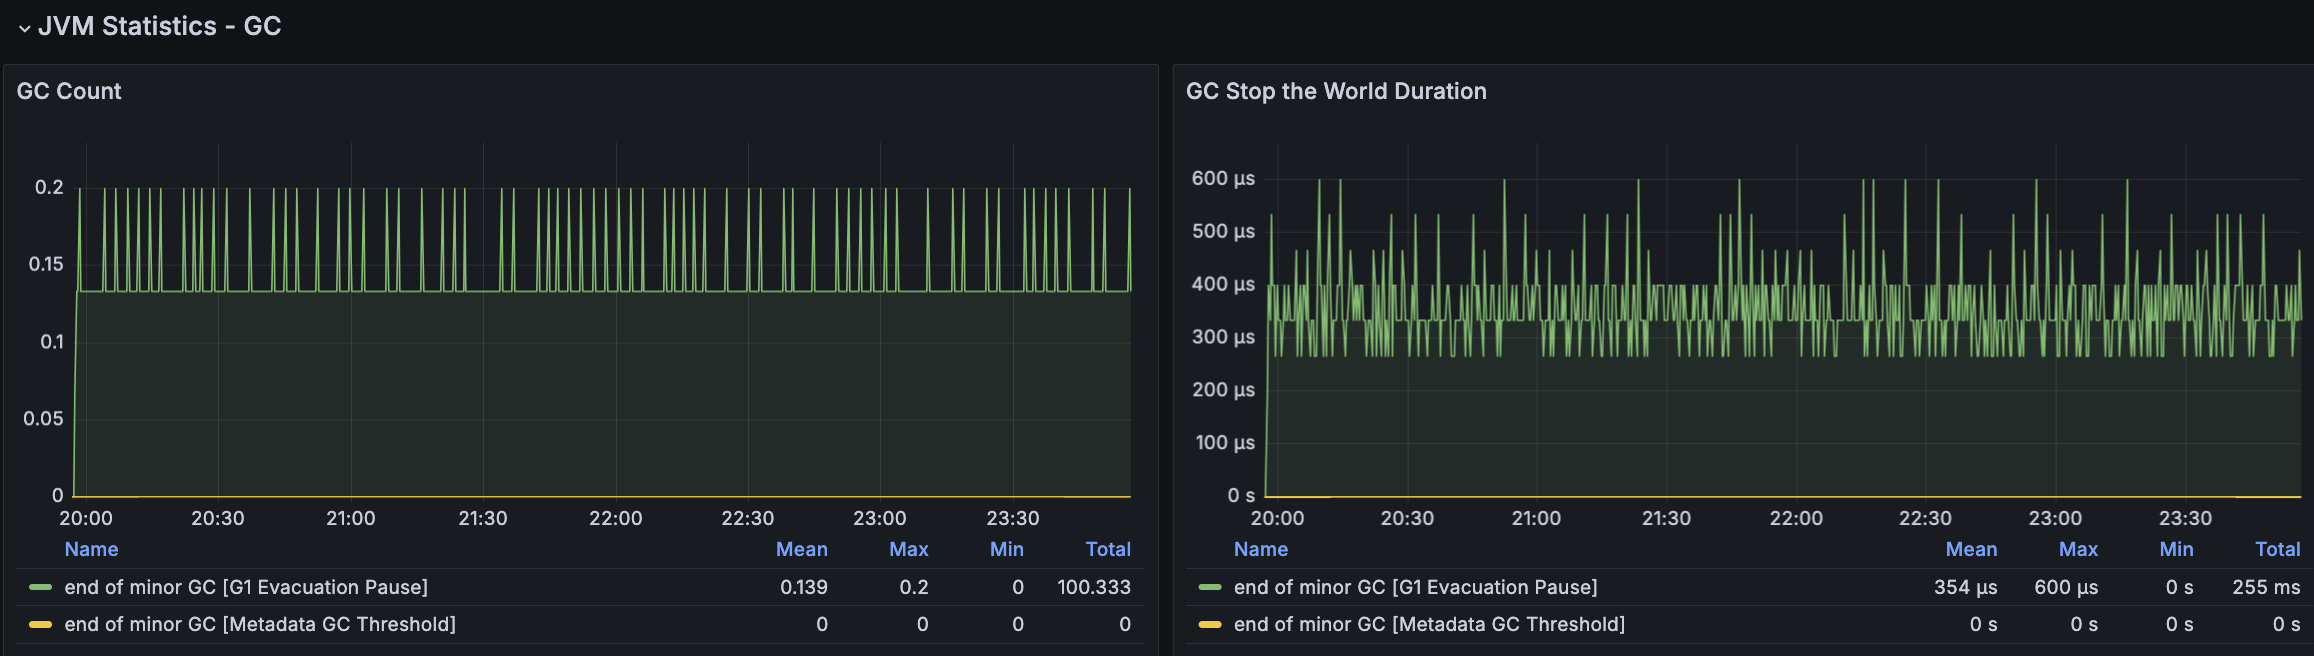 JVM Statistics - GC
GC Count
0.2
0.15
0.1
0.05
0
20:00 20:30 21:00 21:30 22:00 22:30 23:00 23:30
Name Mean Max Min Total
end of minor GC [G1 Evacuation Pause] 0.139 0.2 0 100.333
end of minor GC [Metadata GC Threshold] 0 0 0 0
GC Stop the World Duration
600 µs
500 µs
400 µs
300 µs
200 µs
100 µs
0 s
20:00 20:30 21:00 21:30 22:00 22:30 23:00 23:30
Name Mean Max Min Total
end of minor GC [G1 Evacuation Pause] 354 µs 600 µs 0 s 255 ms
end of minor GC [Metadata GC Threshold] 0 s 0 s 0 s 0 s